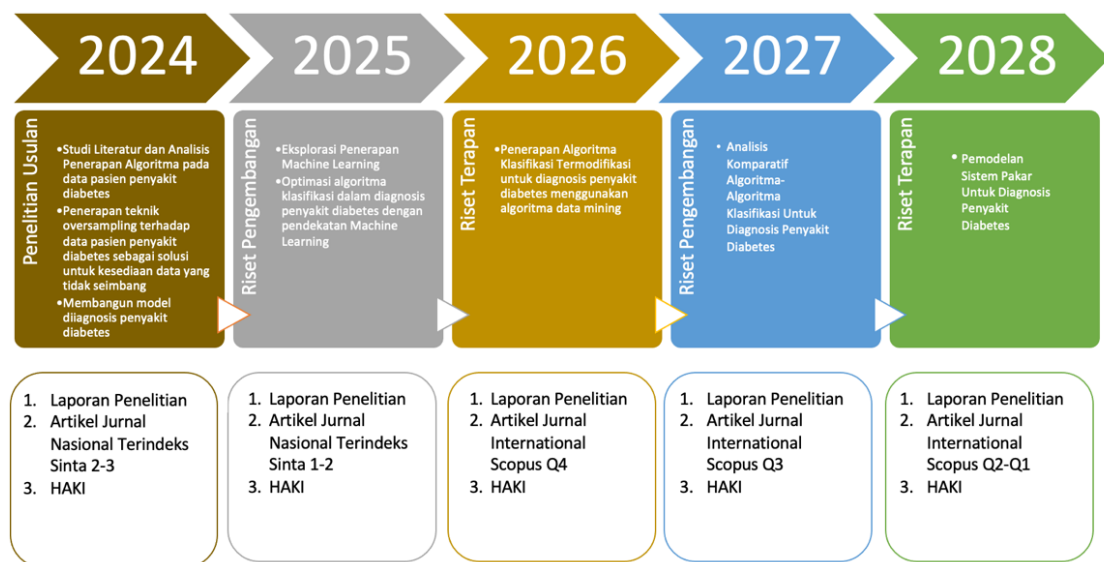 2024
2025
2026
2027
2028
Penelitian Usulan
•Studi Literatur dan Analisis
Penerapan Algoritma pada
data pasien penyakit
diabetes
•Penerapan teknik
oversampling terhadap
data pasien penyakit
diabetes sebagai solusi
untuk kesediaan data yang
tidak seimbang
•Membangun model
diiagnosis penyakit
diabetes
Riset Pengembangan
•Eksplorasi Penerapan
Machine Learning
•Optimasi algoritma
klasifikasi dalam diagnosis
penyakit diabetes dengan
pendekatan Machine
Learning
Riset Terapan
•Penerapan Algoritma
Klasifikasi Termodifikasi
untuk diagnosis penyakit
diabetes menggunakan
algoritma data mining
Riset Pengembangan
• Analisis
Komparatif
Algoritma-
Algoritma
Klasifikasi Untuk
Diagnosis Penyakit
Diabetes
Riset Terapan
• Pemodelan
Sistem Pakar
Untuk Diagnosis
Penyakit
Diabetes
1. Laporan Penelitian
2. Artikel Jurnal
Nasional Terindeks
Sinta 2-3
3. HAKI
1. Laporan Penelitian
2. Artikel Jurnal
Nasional Terindeks
Sinta 1-2
3. HAKI
1. Laporan Penelitian
2. Artikel Jurnal
International
Scopus Q4
3. HAKI
1. Laporan Penelitian
2. Artikel Jurnal
International
Scopus Q3
3. HAKI
1. Laporan Penelitian
2. Artikel Jurnal
International
Scopus Q2-Q1
3. HAKI